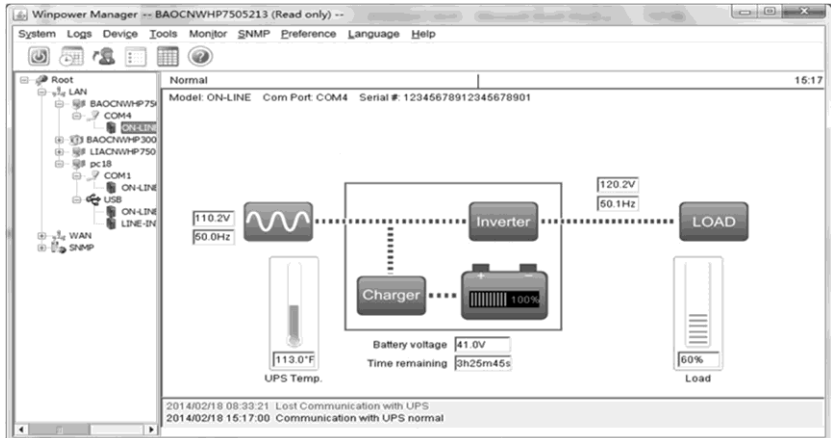 Winpower Manager -- BAOCNWHP7505213 (Read only) --
System Logs Device Tools Monitor SNMP Preference Language Help
Root
LAN
BAOCNWHP750
COM4
ON-LINE
BAOCNWHP300
LIACNWHP750
pc18
COM1
ON-LINE
USB
ON-LINE
LINE-IN
WAN
SNMP
Normal 15:17
Model: ON-LINE Com Port: COM4 Serial #: 12345678912345678901
120.2V
50.1Hz
110.2V
50.0Hz
Inverter
LOAD
Charger
+ −
100%
Battery voltage 41.0V
Time remaining 3h25m45s
113.0°F
UPS Temp.
60%
Load
2014/02/18 08:33:21 Lost Communication with UPS
2014/02/18 15:17:00 Communication with UPS normal